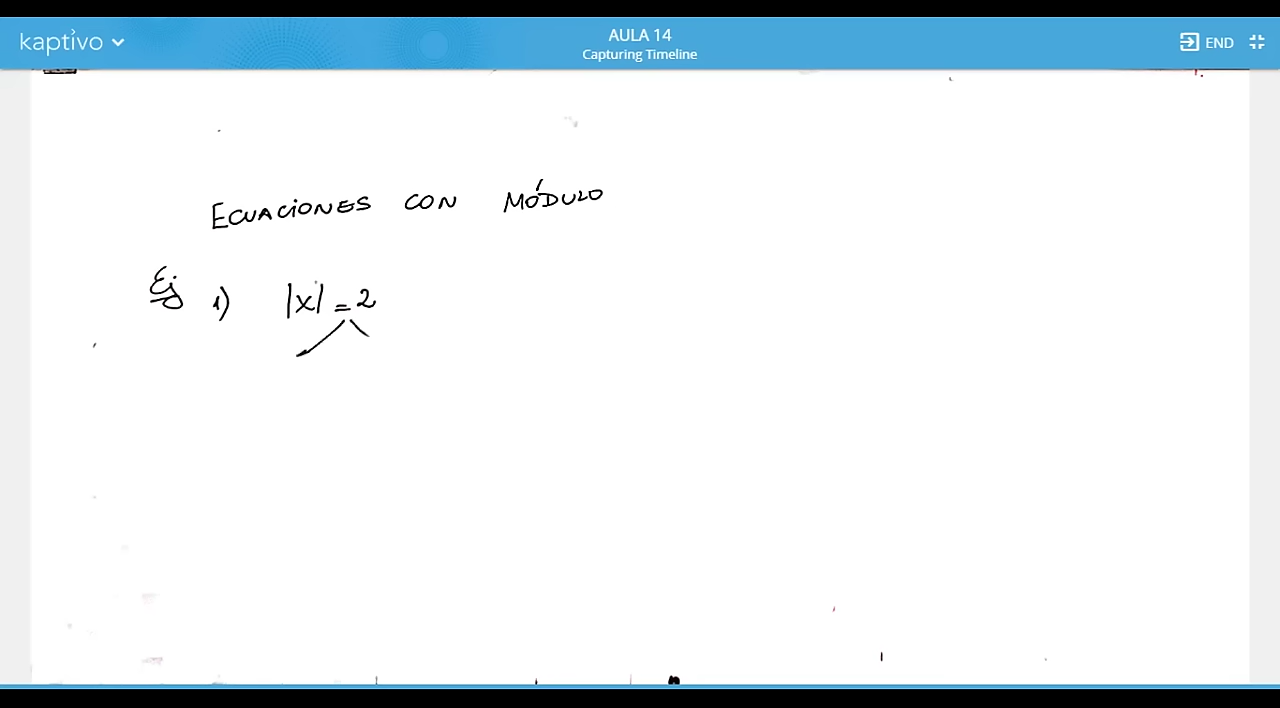 kaptivo
AULA 14
Capturing Timeline
END
ECUACIONES CON MÓDULO
Ej 1) |x| = 2